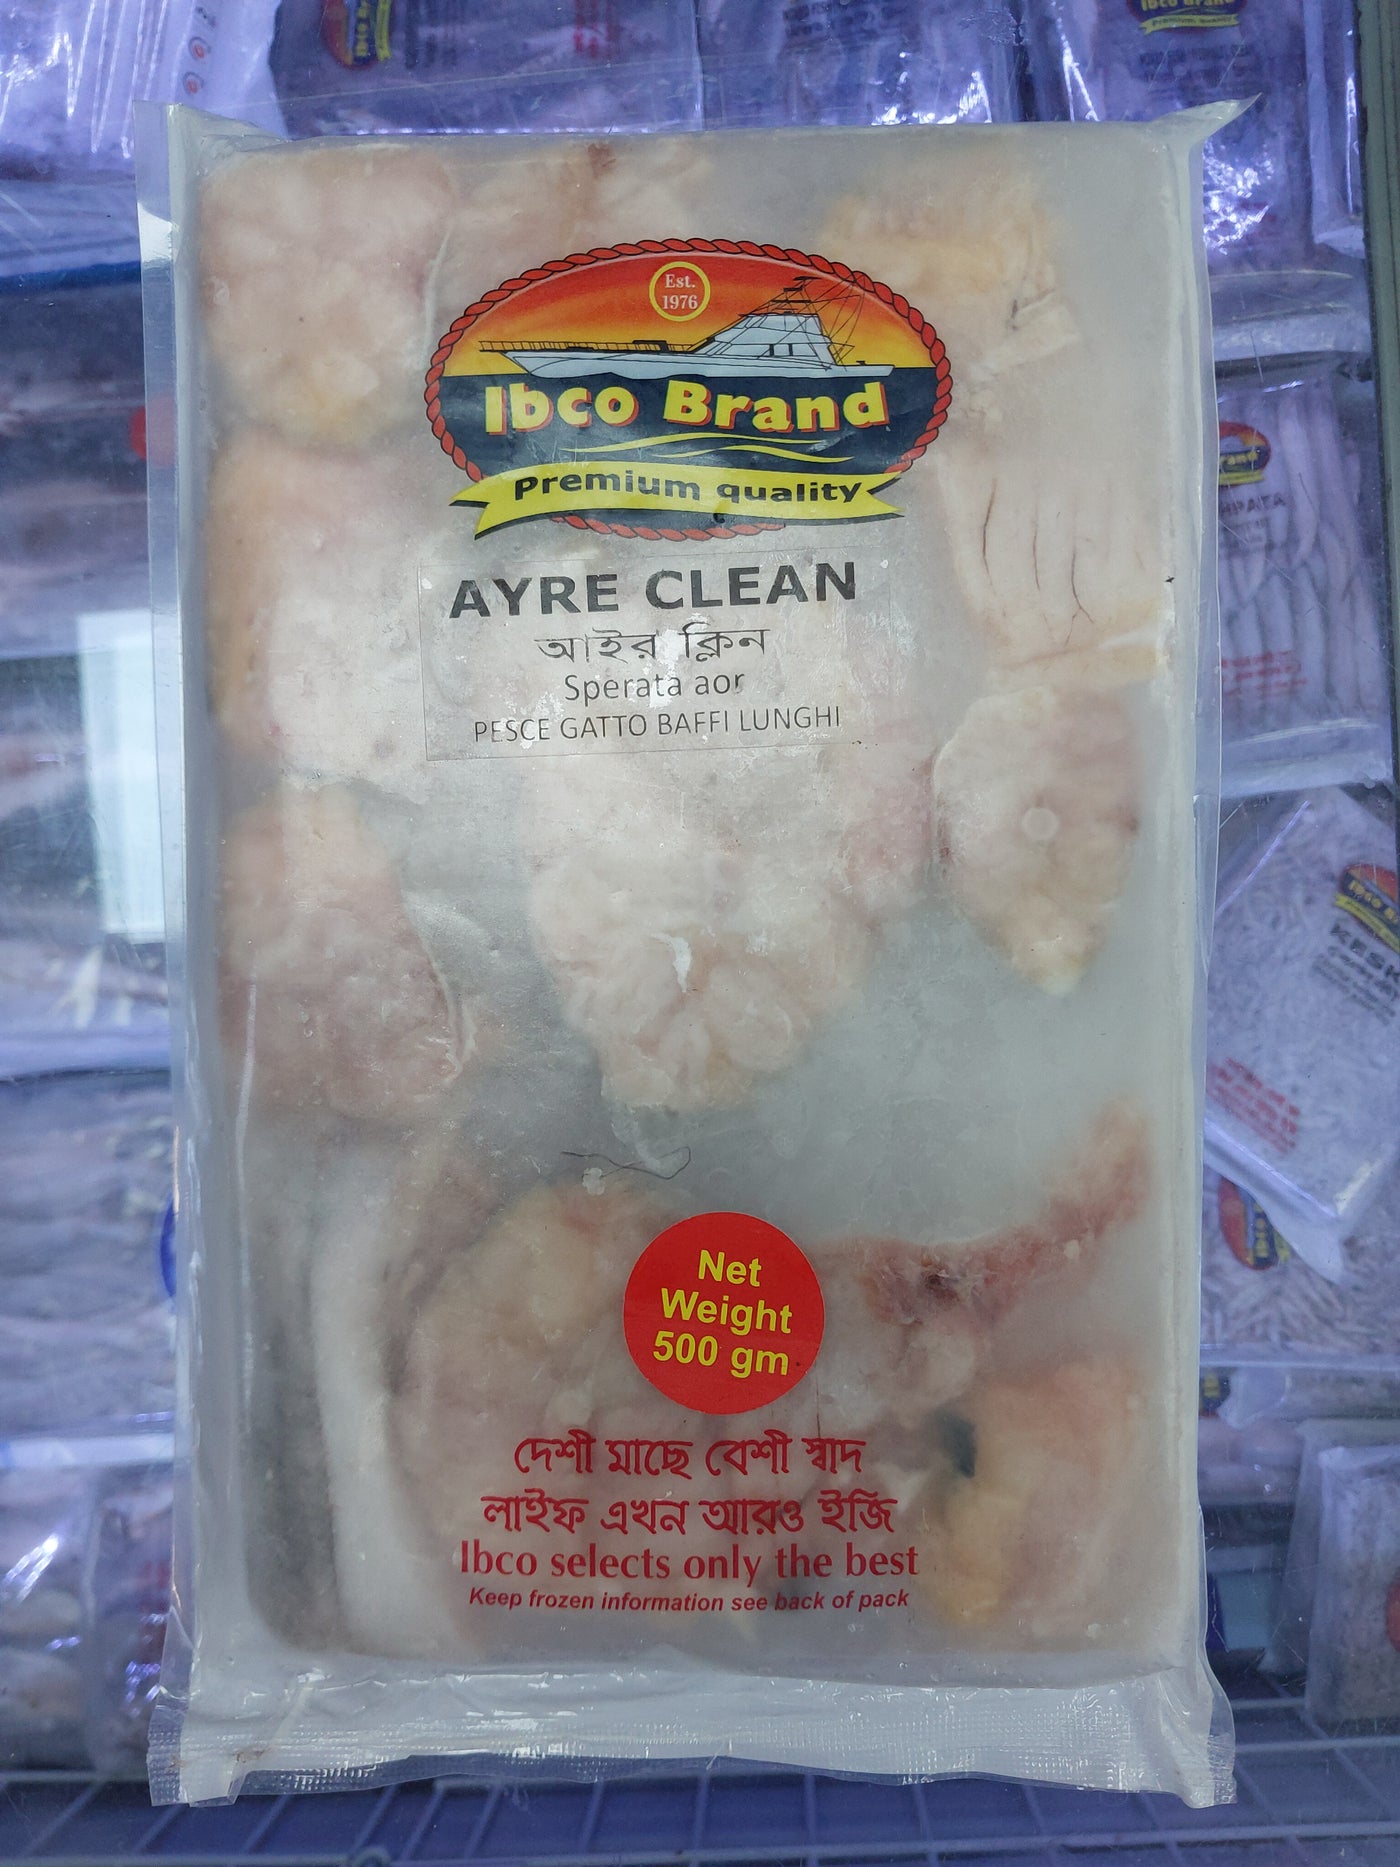 Est.
1976
Ibco Brand
Premium quality
AYRE CLEAN
আইর ক্লিন
Sperata aor
PESCE GATTO BAFFI LUNGHI
Net
Weight
500 gm
দেশী মাছে বেশী স্বাদ
লাইফ এখন আরও ইজি
Ibco selects only the best
Keep frozen information see back of pack